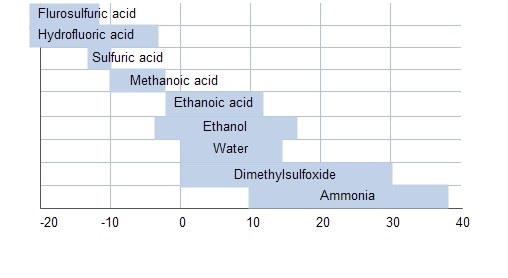 Flurosulfuric acid
Hydrofluoric acid
Sulfuric acid
Methanoic acid
Ethanoic acid
Ethanol
Water
Dimethylsulfoxide
Ammonia
-20 -10 0 10 20 30 40